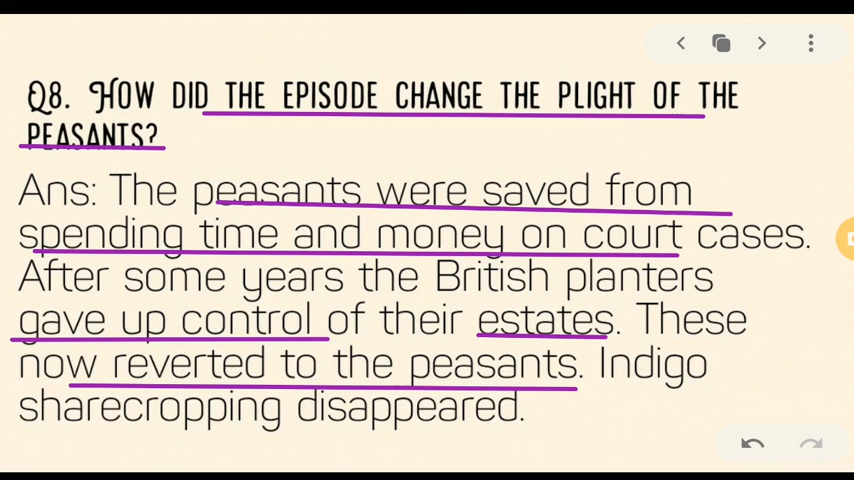 Q8. How did the episode change the plight of the
peasants?
Ans: The peasants were saved from
spending time and money on court cases.
After some years the British planters
gave up control of their estates. These
now reverted to the peasants. Indigo
sharecropping disappeared.